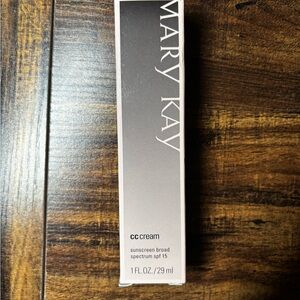 MARY KAY
cc cream
sunscreen broad
spectrum spf 15
1 FL. OZ. / 29 ml